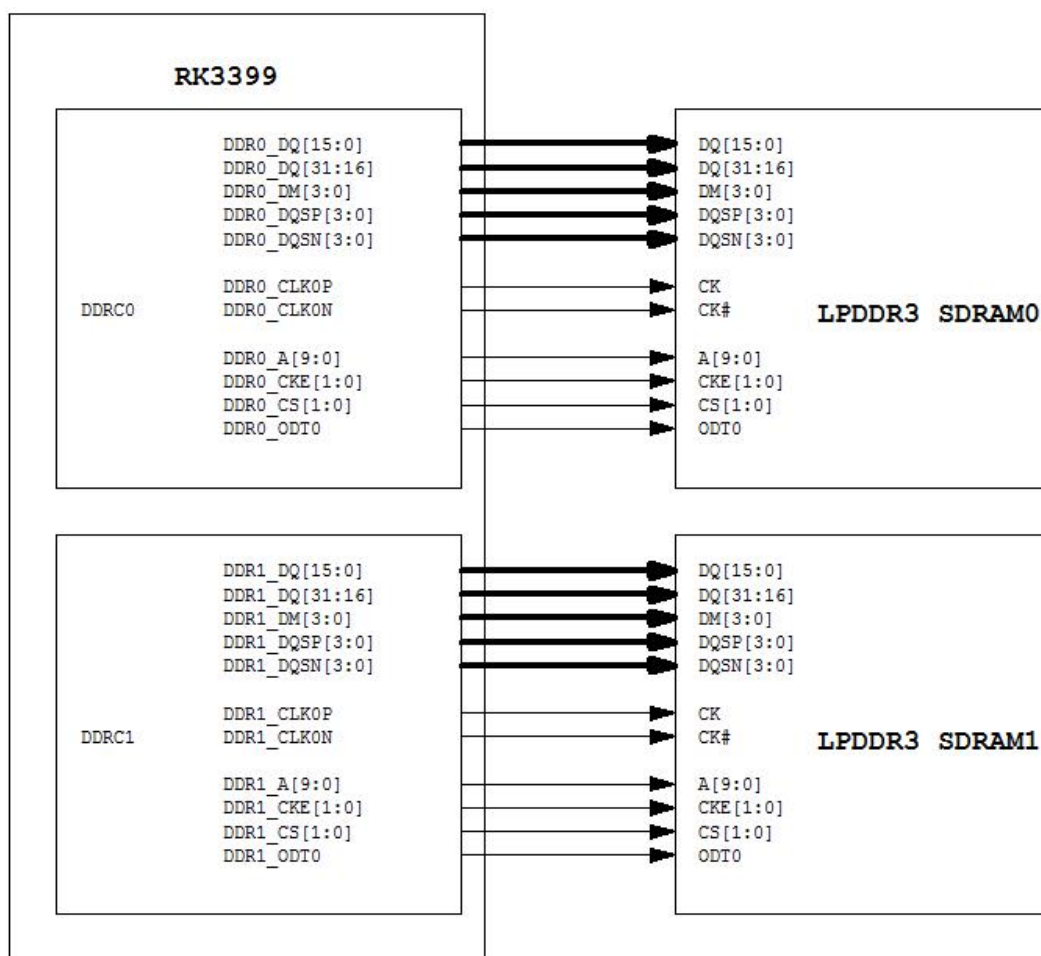 RK3399
DDR0_DQ[15:0] DQ[15:0]
DDR0_DQ[31:16] DQ[31:16]
DDR0_DM[3:0] DM[3:0]
DDR0_DQSP[3:0] DQSP[3:0]
DDR0_DQSN[3:0] DQSN[3:0]
DDR0_CLK0P CK
DDRC0 DDR0_CLK0N CK# LPDDR3 SDRAM0
DDR0_A[9:0] A[9:0]
DDR0_CKE[1:0] CKE[1:0]
DDR0_CS[1:0] CS[1:0]
DDR0_ODT0 ODT0
DDR1_DQ[15:0] DQ[15:0]
DDR1_DQ[31:16] DQ[31:16]
DDR1_DM[3:0] DM[3:0]
DDR1_DQSP[3:0] DQSP[3:0]
DDR1_DQSN[3:0] DQSN[3:0]
DDR1_CLK0P CK
DDRC1 DDR1_CLK0N CK# LPDDR3 SDRAM1
DDR1_A[9:0] A[9:0]
DDR1_CKE[1:0] CKE[1:0]
DDR1_CS[1:0] CS[1:0]
DDR1_ODT0 ODT0